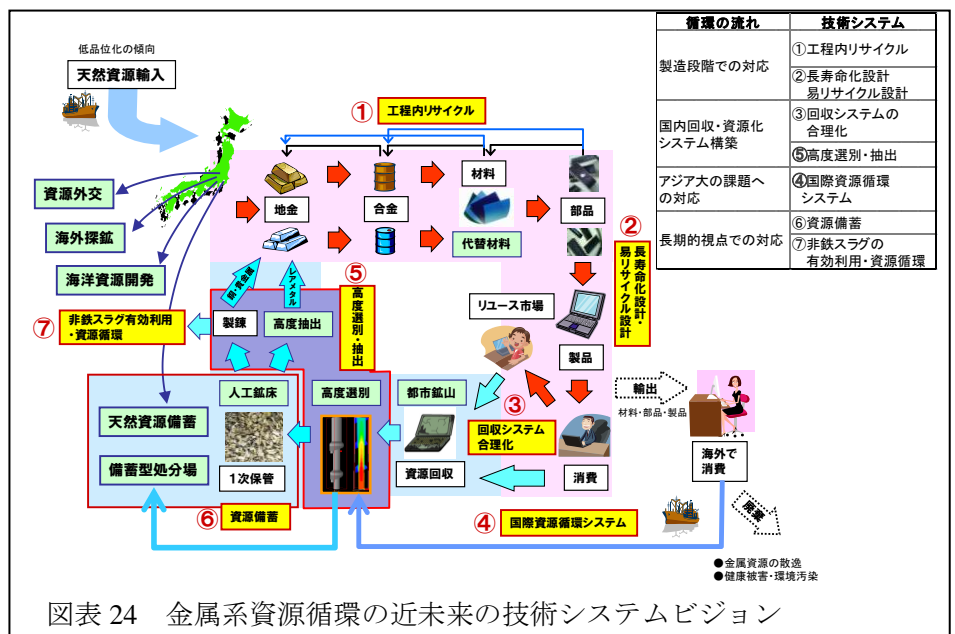 低品位化の傾向
天然資源輸入
循環の流れ 技術システム
製造段階での対応
①工程内リサイクル
②長寿命化設計
易リサイクル設計
国内回収・資源化
システム構築
③回収システムの
合理化
⑤高度選別・抽出
アジア大の課題へ
の対応
④国際資源循環
システム
長期的視点での対応
⑥資源備蓄
⑦非鉄スラグの
有効利用・資源循環
① 工程内リサイクル
資源外交
海外探鉱
海洋資源開発
地金
合金
材料
代替材料
部品
②
長寿命化設計・
易リサイクル設計
銅・貴金属
レアメタル
⑤
高度選別・抽出
リユース市場
製品
⑦ 非鉄スラグ有効利用
・資源循環
製錬
高度抽出
人工鉱床
高度選別
都市鉱山
③
回収システム
合理化
輸出
材料・部品・製品
天然資源備蓄
備蓄型処分場
1次保管
資源回収
消費
海外で
消費
⑥ 資源備蓄
④ 国際資源循環システム
廃棄
●金属資源の散逸
●健康被害・環境汚染
図表 24 金属系資源循環の近未来の技術システムビジョン